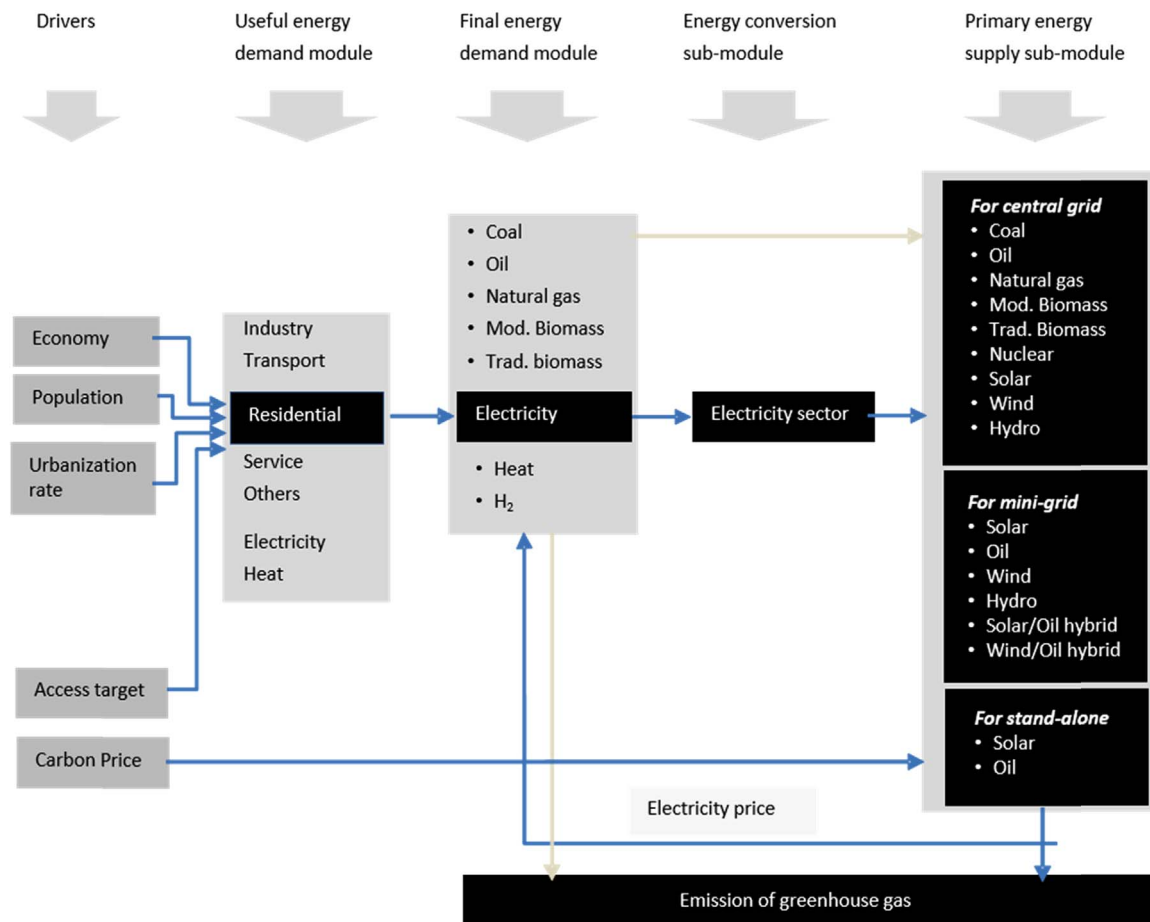 Drivers
Useful energy
demand module
Final energy
demand module
Energy conversion
sub-module
Primary energy
supply sub-module
Economy
Population
Urbanization
rate
Access target
Carbon Price
Industry
Transport
Residential
Service
Others
Electricity
Heat
• Coal
• Oil
• Natural gas
• Mod. Biomass
• Trad. biomass
Electricity
• Heat
• H₂
Electricity sector
For central grid
• Coal
• Oil
• Natural gas
• Mod. Biomass
• Trad. Biomass
• Nuclear
• Solar
• Wind
• Hydro
For mini-grid
• Solar
• Oil
• Wind
• Hydro
• Solar/Oil hybrid
• Wind/Oil hybrid
For stand-alone
• Solar
• Oil
Electricity price
Emission of greenhouse gas